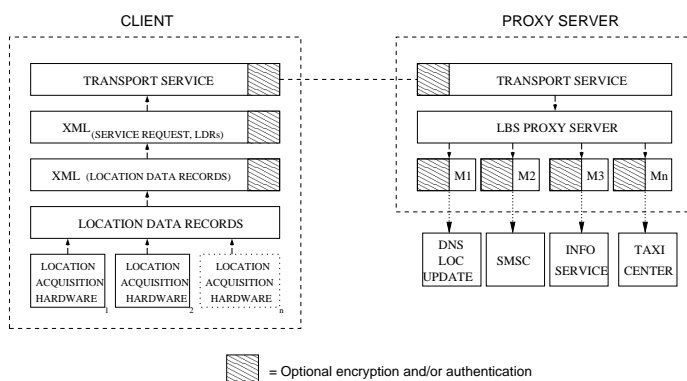 CLIENT
PROXY SERVER
TRANSPORT SERVICE
XML (SERVICE REQUEST, LDRs)
XML (LOCATION DATA RECORDS)
LOCATION DATA RECORDS
LOCATION
ACQUISITION
HARDWARE
1
LOCATION
ACQUISITION
HARDWARE
2
LOCATION
ACQUISITION
HARDWARE
n
TRANSPORT SERVICE
LBS PROXY SERVER
M1
M2
M3
Mn
DNS
LOC
UPDATE
SMSC
INFO
SERVICE
TAXI
CENTER
= Optional encryption and/or authentication